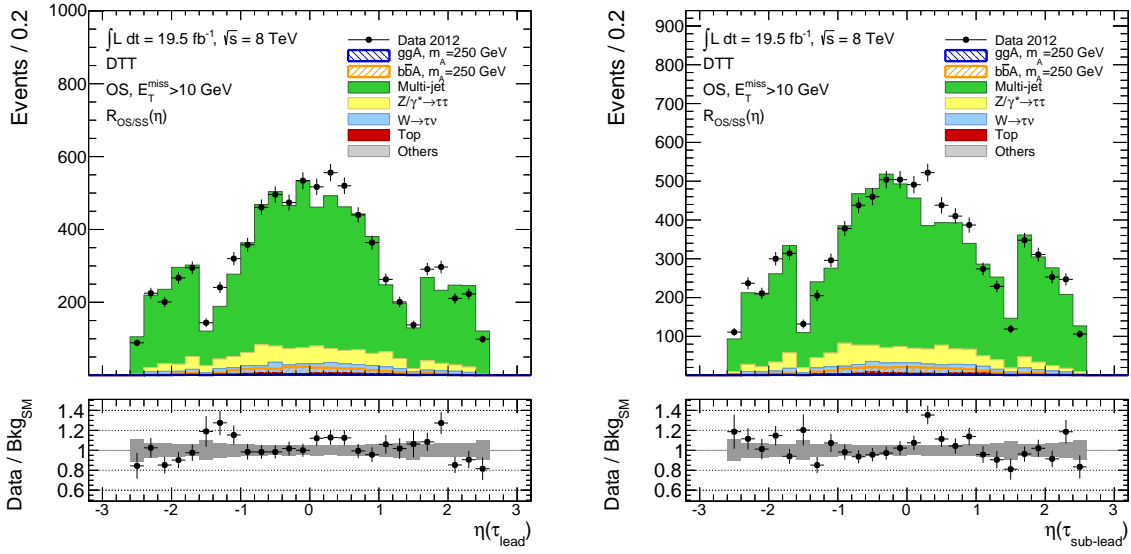 Events / 0.2
1000
800
600
400
200
∫L dt = 19.5 fb⁻¹, √s = 8 TeV
DTT
OS, E_T^miss>10 GeV
R_OS/SS(η)
Data 2012
ggA, m_A=250 GeV
bb̄A, m_A=250 GeV
Multi-jet
Z/γ*→ττ
W→τν
Top
Others
Data / Bkg_SM
1.4
1.2
1
0.8
0.6
-3 -2 -1 0 1 2 3
η(τ_lead)
Events / 0.2
900
800
700
600
500
400
300
200
100
∫L dt = 19.5 fb⁻¹, √s = 8 TeV
DTT
OS, E_T^miss>10 GeV
R_OS/SS(η)
Data 2012
ggA, m_A=250 GeV
bb̄A, m_A=250 GeV
Multi-jet
Z/γ*→ττ
W→τν
Top
Others
Data / Bkg_SM
1.4
1.2
1
0.8
0.6
-3 -2 -1 0 1 2 3
η(τ_sub-lead)